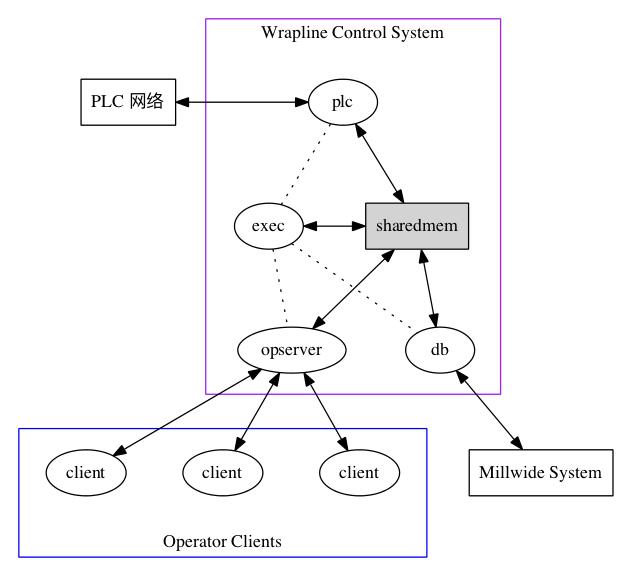 Wrapline Control System
PLC 网络
plc
exec
sharedmem
opserver
db
client
client
client
Millwide System
Operator Clients